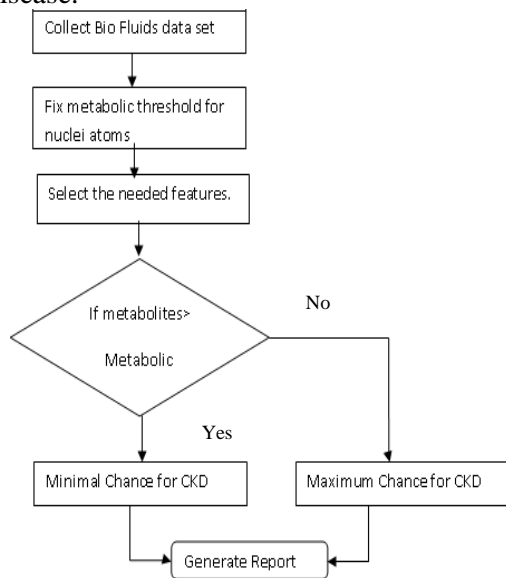 isease.
Collect Bio Fluids data set
Fix metabolic threshold for
nuclei atoms
Select the needed features.
If metabolites>
Metabolic
No
Yes
Minimal Chance for CKD
Maximum Chance for CKD
Generate Report